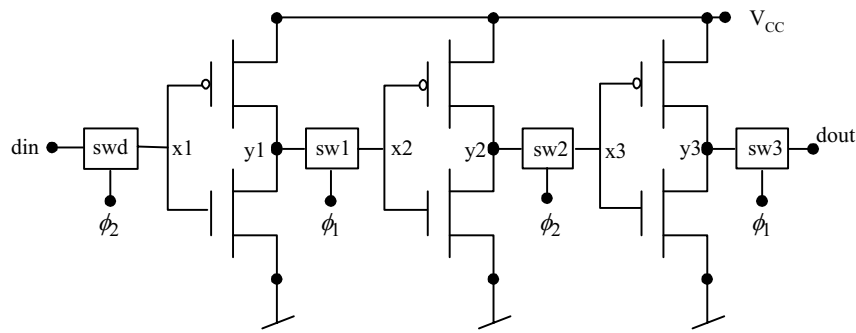 V_CC
din
swd
x1
y1
sw1
x2
y2
sw2
x3
y3
sw3
dout
ϕ₂
ϕ₁
ϕ₂
ϕ₁